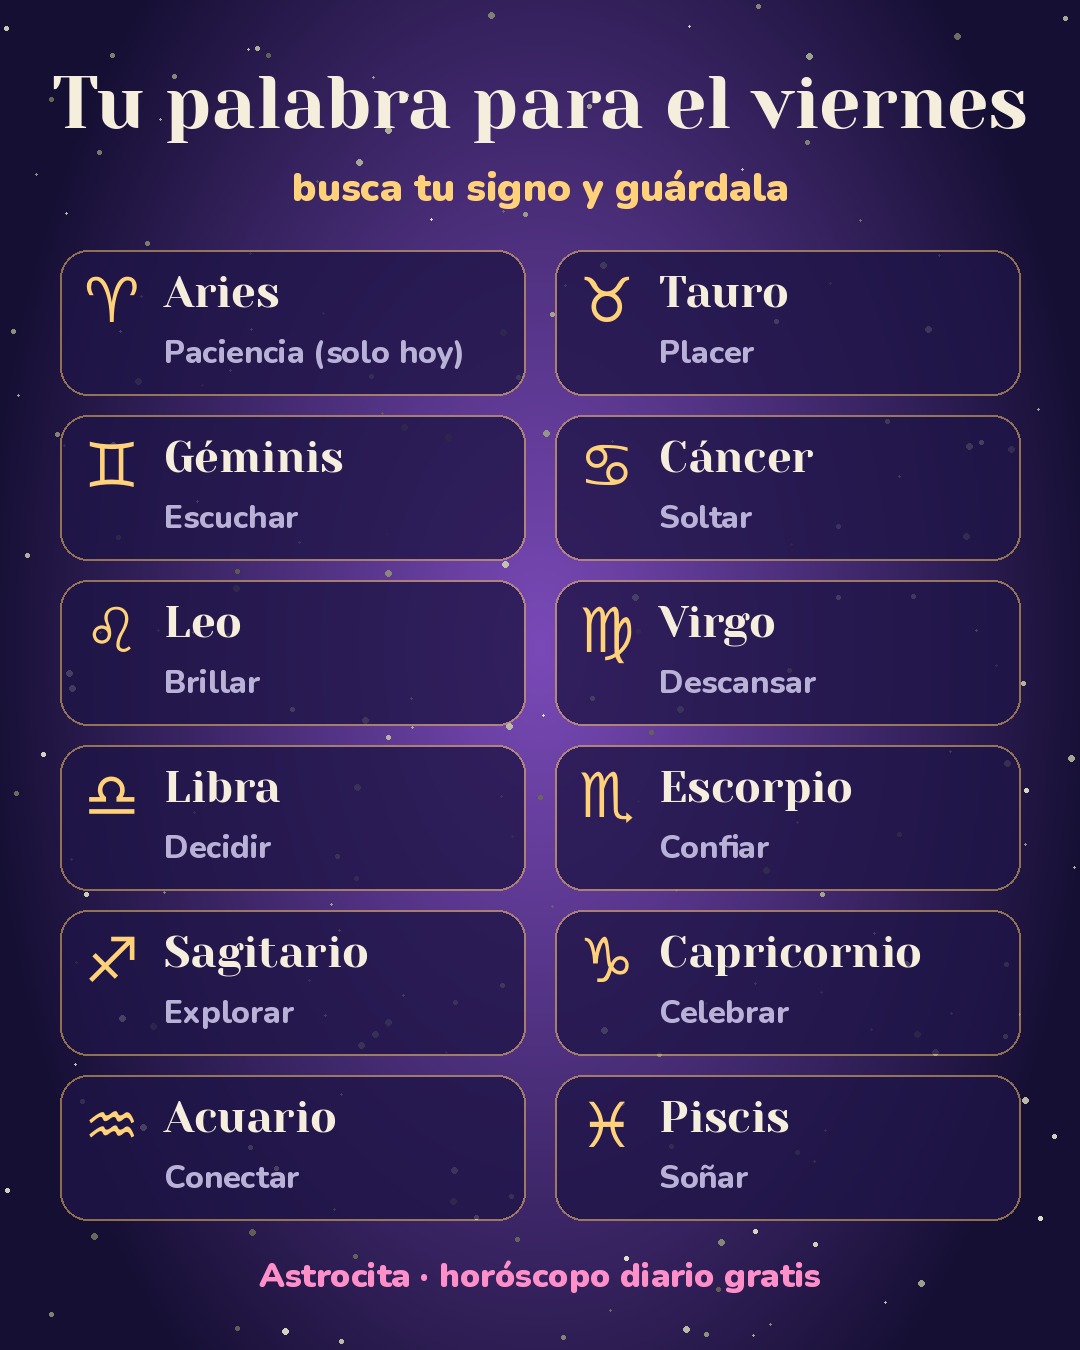 Tu palabra para el viernes
busca tu signo y guárdala
♈ Aries
Paciencia (solo hoy)
♉ Tauro
Placer
♊ Géminis
Escuchar
♋ Cáncer
Soltar
♌ Leo
Brillar
♍ Virgo
Descansar
♎ Libra
Decidir
♏ Escorpio
Confiar
♐ Sagitario
Explorar
♑ Capricornio
Celebrar
♒ Acuario
Conectar
♓ Piscis
Soñar
Astrocita · horóscopo diario gratis